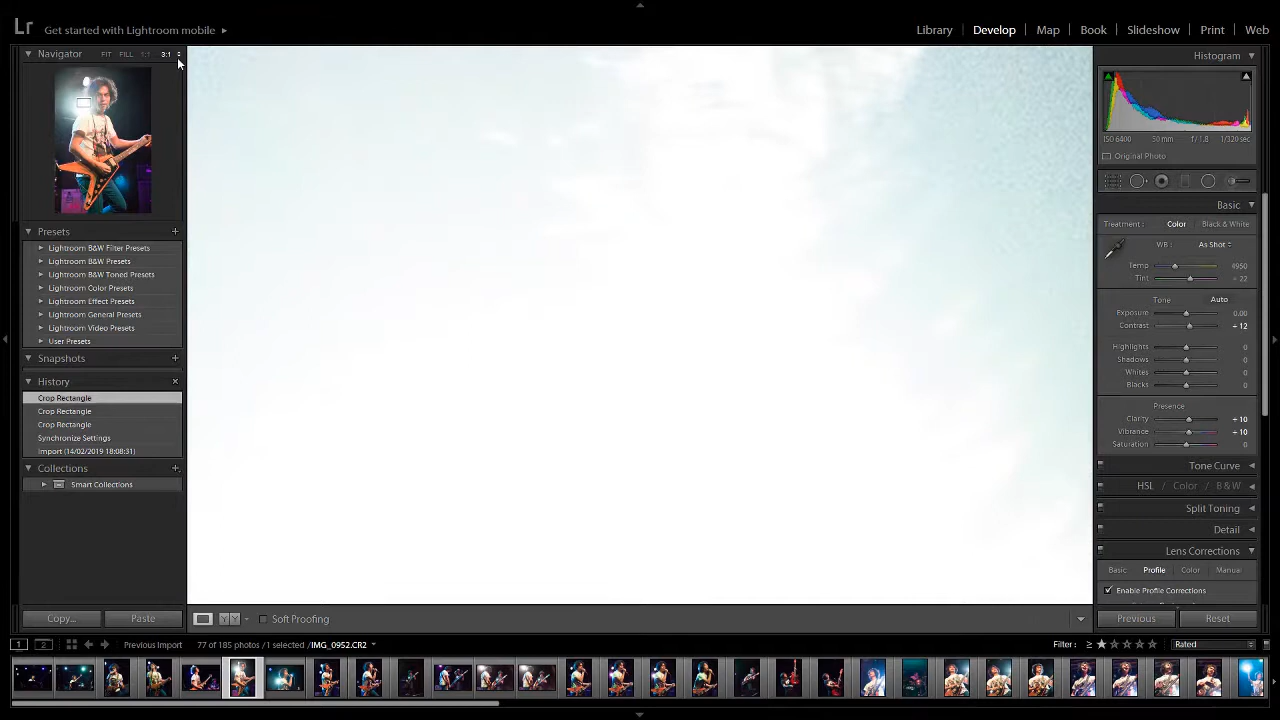 Lr Get started with Lightroom mobile
Library Develop Map Book Slideshow Print Web
Navigator FIT FILL 1:1 3:1
Presets
Lightroom B&W Filter Presets
Lightroom B&W Presets
Lightroom B&W Toned Presets
Lightroom Color Presets
Lightroom Effect Presets
Lightroom General Presets
Lightroom Video Presets
User Presets
Snapshots
History
Crop Rectangle
Crop Rectangle
Crop Rectangle
Synchronize Settings
Import (14/02/2019 18:08:31)
Collections
Smart Collections
Copy... Paste
Soft Proofing
Histogram
ISO 6400 50 mm f / 1.8 1/320 sec
Original Photo
Basic
Treatment : Color Black & White
WB : As Shot
Temp 4950
Tint + 22
Tone Auto
Exposure 0.00
Contrast + 12
Highlights 0
Shadows 0
Whites 0
Blacks 0
Presence
Clarity + 10
Vibrance + 10
Saturation 0
Tone Curve
HSL / Color / B & W
Split Toning
Detail
Lens Corrections
Basic Profile Color Manual
Enable Profile Corrections
Previous Reset
1 2 Previous Import 77 of 185 photos / 1 selected / IMG_0952.CR2 Filter : ≥ Rated